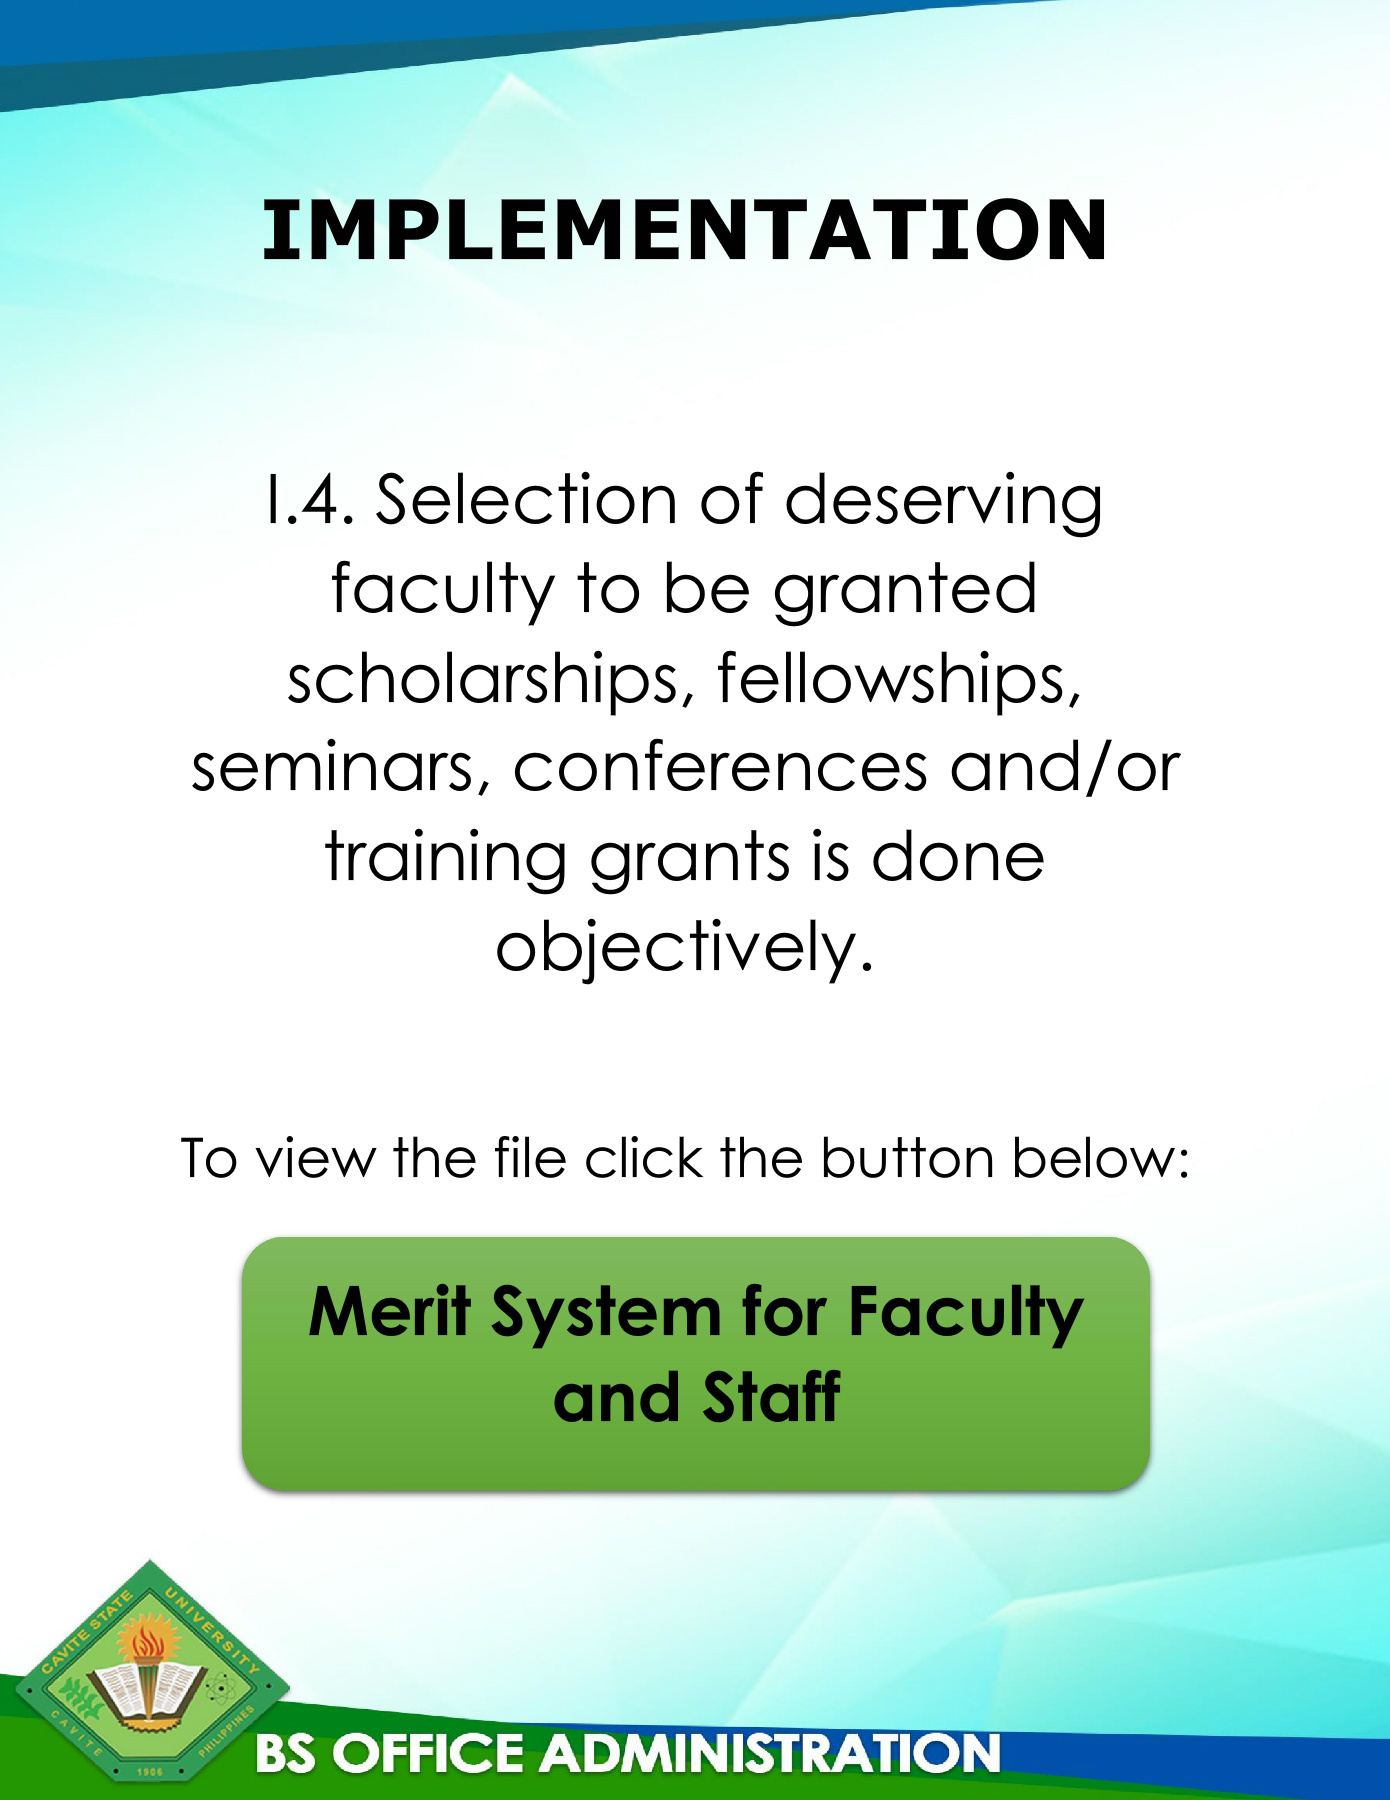 IMPLEMENTATION
I.4. Selection of deserving
faculty to be granted
scholarships, fellowships,
seminars, conferences and/or
training grants is done
objectively.
To view the file click the button below:
Merit System for Faculty
and Staff
CAVITE STATE UNIVERSITY
CAVITE PHILIPPINES
1906
BS OFFICE ADMINISTRATION